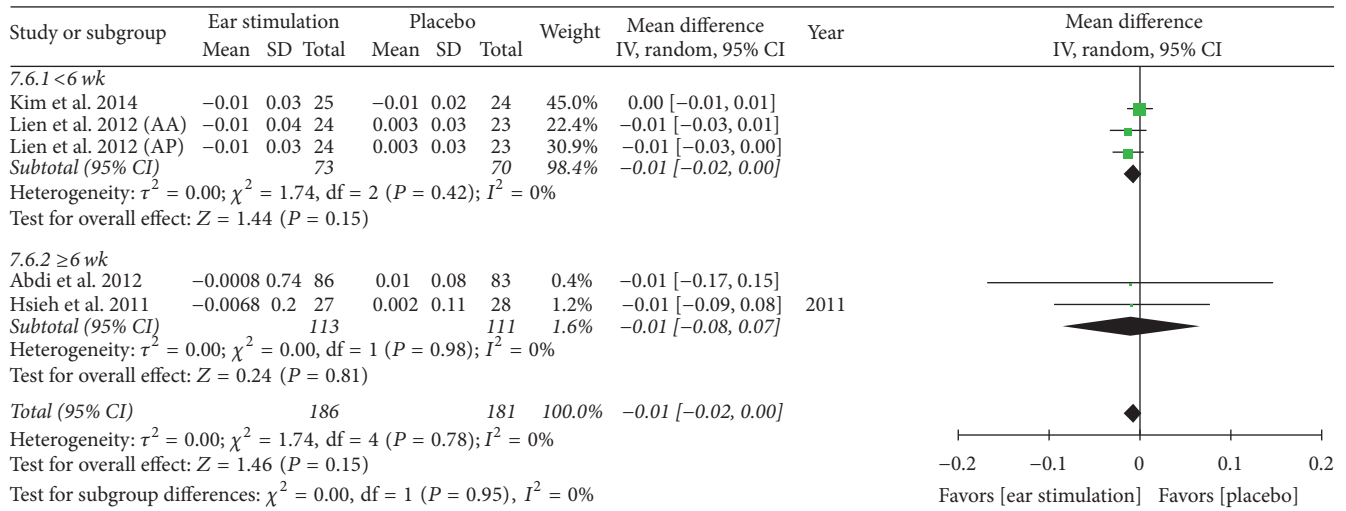 Study or subgroup Ear stimulation Placebo Weight Mean difference Year Mean difference
Mean SD Total Mean SD Total IV, random, 95% CI IV, random, 95% CI
7.6.1 <6 wk
Kim et al. 2014 −0.01 0.03 25 −0.01 0.02 24 45.0% 0.00 [−0.01, 0.01]
Lien et al. 2012 (AA) −0.01 0.04 24 0.003 0.03 23 22.4% −0.01 [−0.03, 0.01]
Lien et al. 2012 (AP) −0.01 0.03 24 0.003 0.03 23 30.9% −0.01 [−0.03, 0.00]
Subtotal (95% CI) 73 70 98.4% −0.01 [−0.02, 0.00]
Heterogeneity: τ² = 0.00; χ² = 1.74, df = 2 (P = 0.42); I² = 0%
Test for overall effect: Z = 1.44 (P = 0.15)
7.6.2 ≥6 wk
Abdi et al. 2012 −0.0008 0.74 86 0.01 0.08 83 0.4% −0.01 [−0.17, 0.15]
Hsieh et al. 2011 −0.0068 0.2 27 0.002 0.11 28 1.2% −0.01 [−0.09, 0.08] 2011
Subtotal (95% CI) 113 111 1.6% −0.01 [−0.08, 0.07]
Heterogeneity: τ² = 0.00; χ² = 0.00, df = 1 (P = 0.98); I² = 0%
Test for overall effect: Z = 0.24 (P = 0.81)
Total (95% CI) 186 181 100.0% −0.01 [−0.02, 0.00]
Heterogeneity: τ² = 0.00; χ² = 1.74, df = 4 (P = 0.78); I² = 0%
Test for overall effect: Z = 1.46 (P = 0.15)
Test for subgroup differences: χ² = 0.00, df = 1 (P = 0.95), I² = 0%
−0.2 −0.1 0 0.1 0.2
Favors [ear stimulation] Favors [placebo]